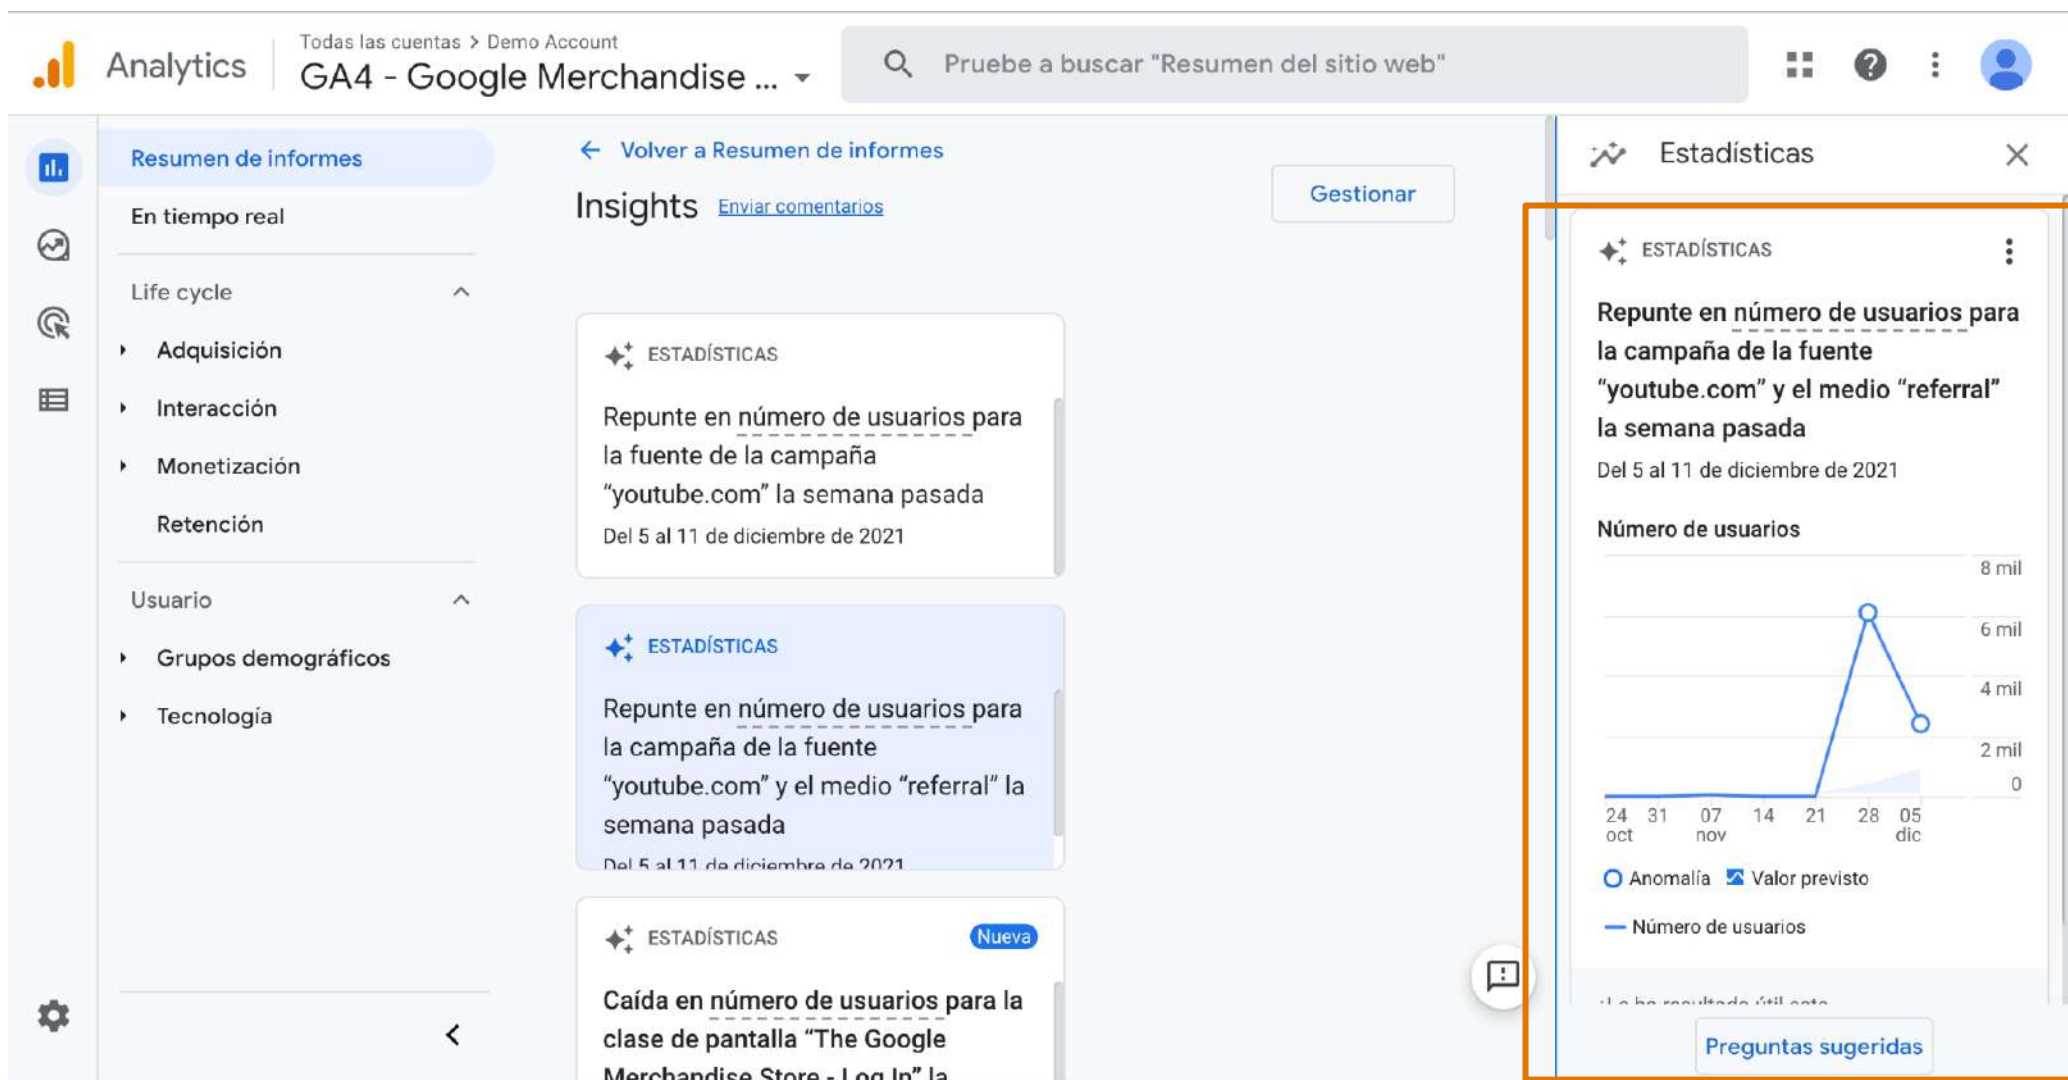 Todas las cuentas > Demo Account
Analytics
GA4 - Google Merchandise ...
Pruebe a buscar "Resumen del sitio web"
Resumen de informes
En tiempo real
Life cycle
Adquisición
Interacción
Monetización
Retención
Usuario
Grupos demográficos
Tecnología
Volver a Resumen de informes
Insights
Enviar comentarios
Gestionar
ESTADÍSTICAS
Repunte en número de usuarios para
la fuente de la campaña
“youtube.com” la semana pasada
Del 5 al 11 de diciembre de 2021
ESTADÍSTICAS
Repunte en número de usuarios para
la campaña de la fuente
“youtube.com” y el medio “referral” la
semana pasada
Del 5 al 11 de diciembre de 2021
ESTADÍSTICAS
Nueva
Caída en número de usuarios para la
clase de pantalla “The Google
Merchandise Store - Log In” la
Estadísticas
ESTADÍSTICAS
Repunte en número de usuarios para
la campaña de la fuente
“youtube.com” y el medio “referral”
la semana pasada
Del 5 al 11 de diciembre de 2021
Número de usuarios
8 mil
6 mil
4 mil
2 mil
0
24 31 07 14 21 28 05
oct nov dic
Anomalía Valor previsto
Número de usuarios
Preguntas sugeridas